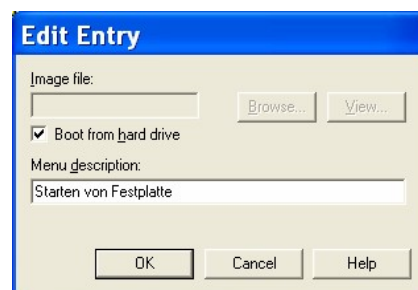 Edit Entry
Image file:
Browse... View...
Boot from hard drive
Menu description:
Starten von Festplatte
OK Cancel Help